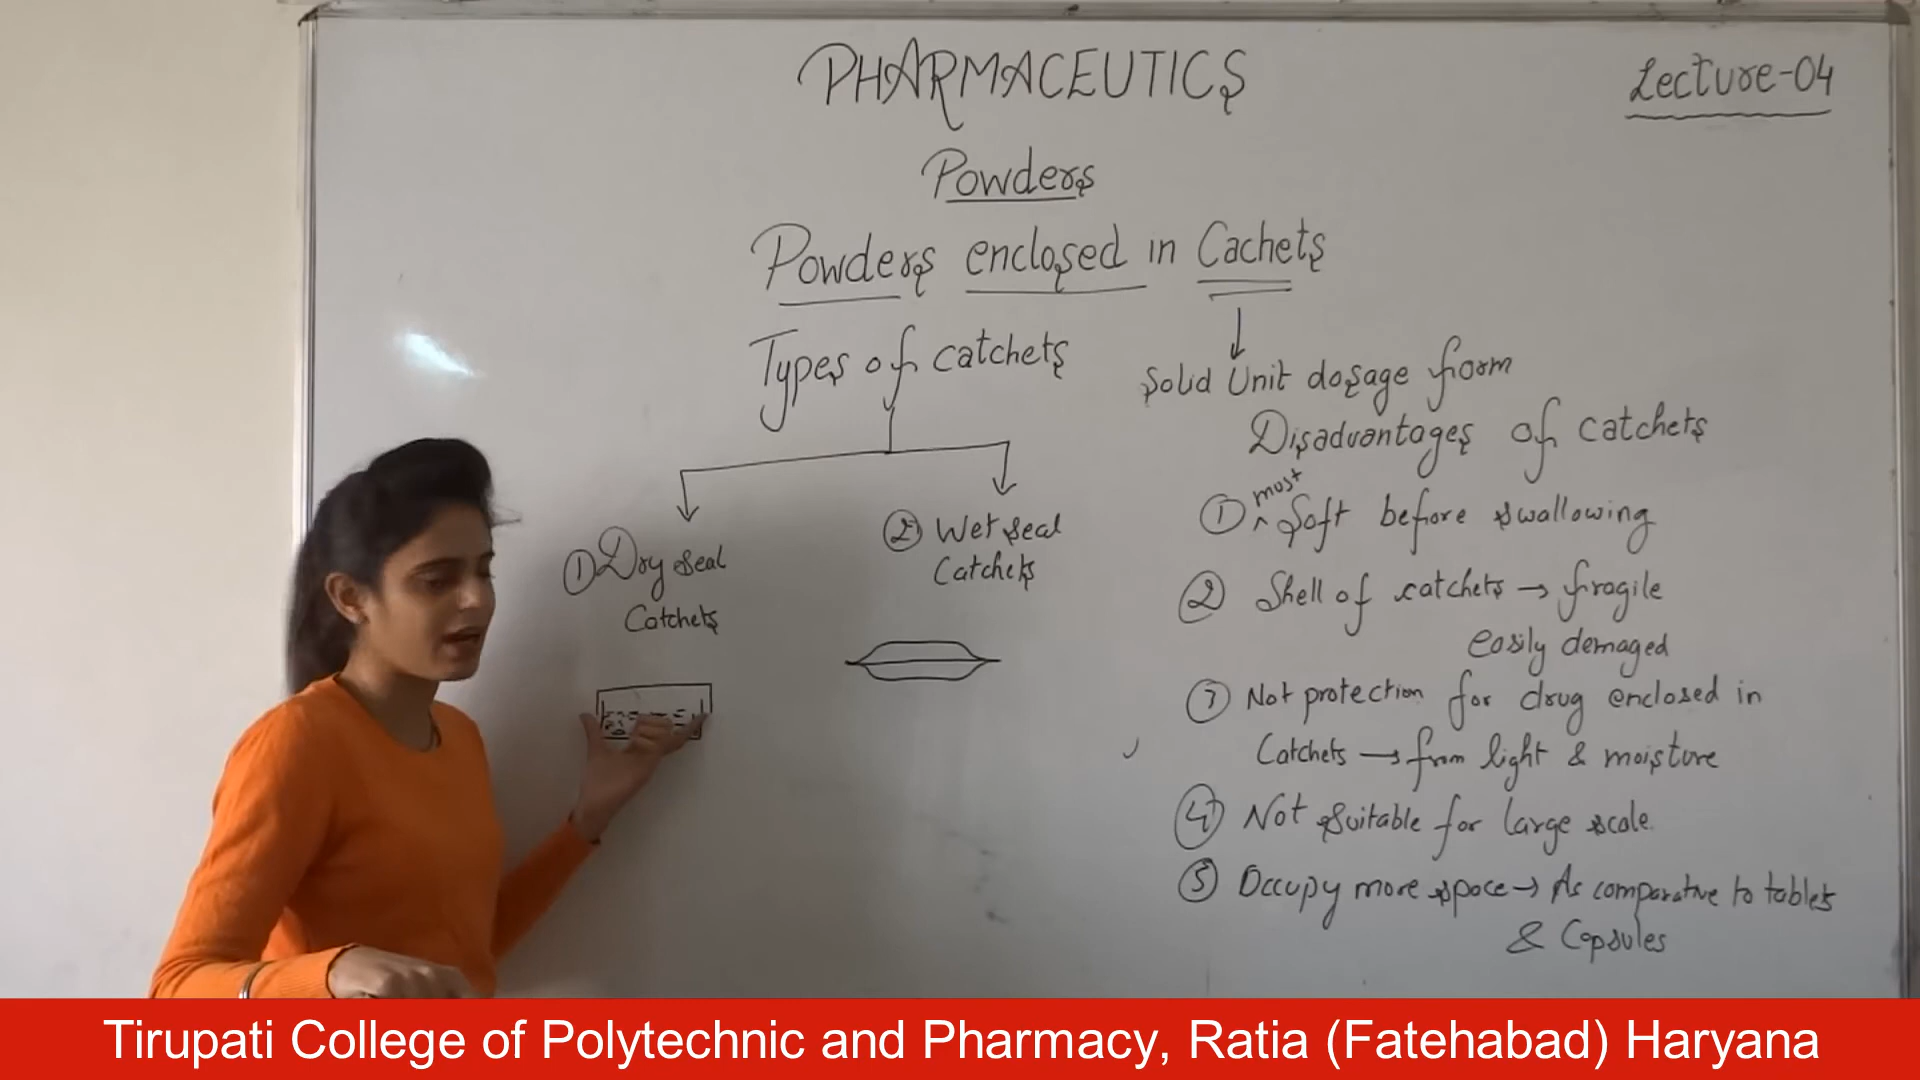 PHARMACEUTICS
Lecture-04
Powders
Powders enclosed in Cachets
Types of catchets
Solid Unit dosage form
① Dry seal
Catchets
② Wet seal
Catchets
Disadvantages of catchets
① most ^ Soft before swallowing
② Shell of catchets → fragile
easily demaged
③ Not protection for drug enclosed in
Catchets → from light & moisture
④ Not suitable for large scale.
⑤ Occupy more space → As comparative to tablets
& Capsules
Tirupati College of Polytechnic and Pharmacy, Ratia (Fatehabad) Haryana